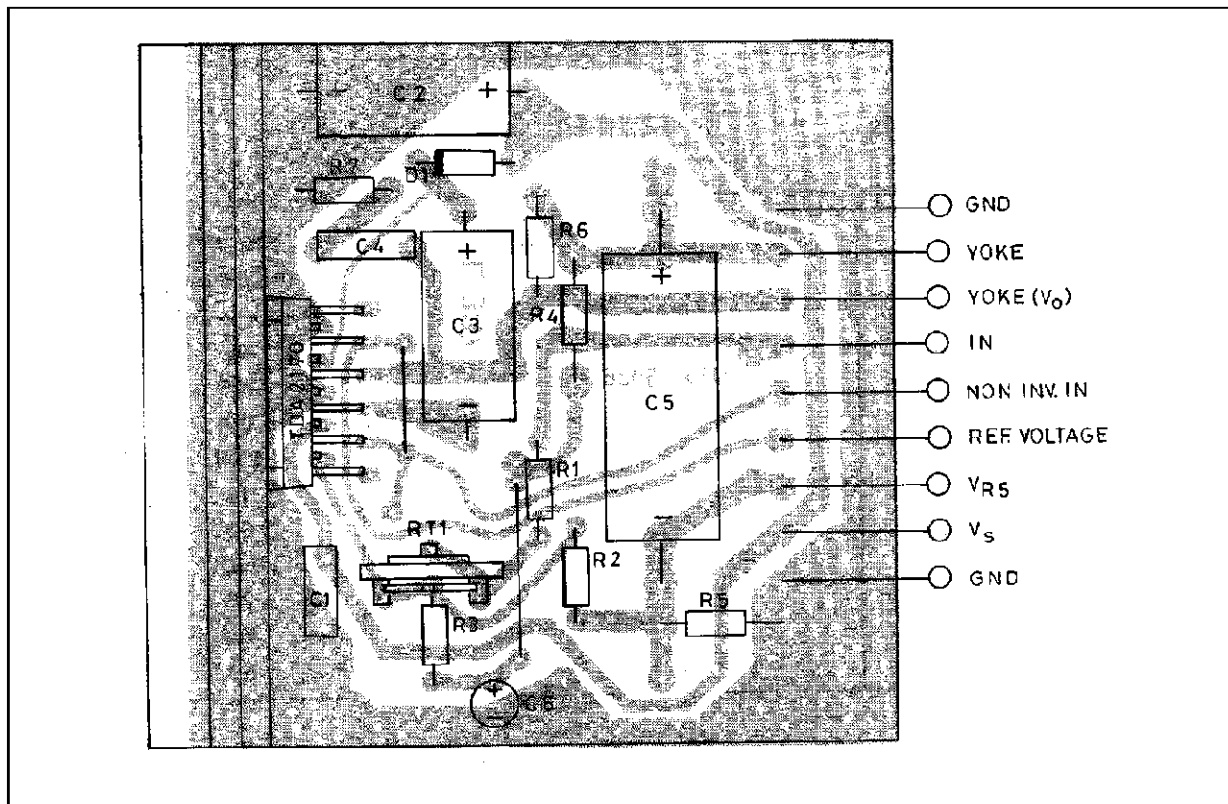 C2
R7
D1
GND
C4
R6
YOKE
YOKE (VO)
C3
R4
IN
C5
NON INV. IN
REF. VOLTAGE
R1
VR5
RT1
VS
R2
GND
C1
R3
R5
C6